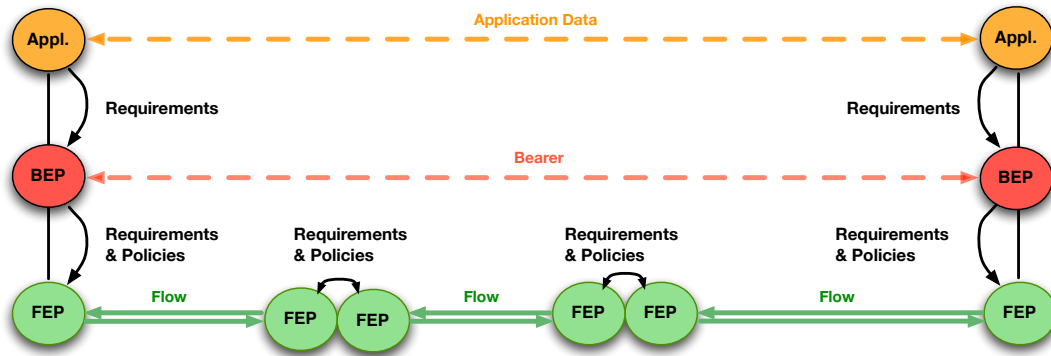 Application Data
Appl.
Appl.
Requirements
Requirements
Bearer
BEP
BEP
Requirements
& Policies
Requirements
& Policies
Requirements
& Policies
Requirements
& Policies
Flow
Flow
Flow
FEP
FEP
FEP
FEP
FEP
FEP